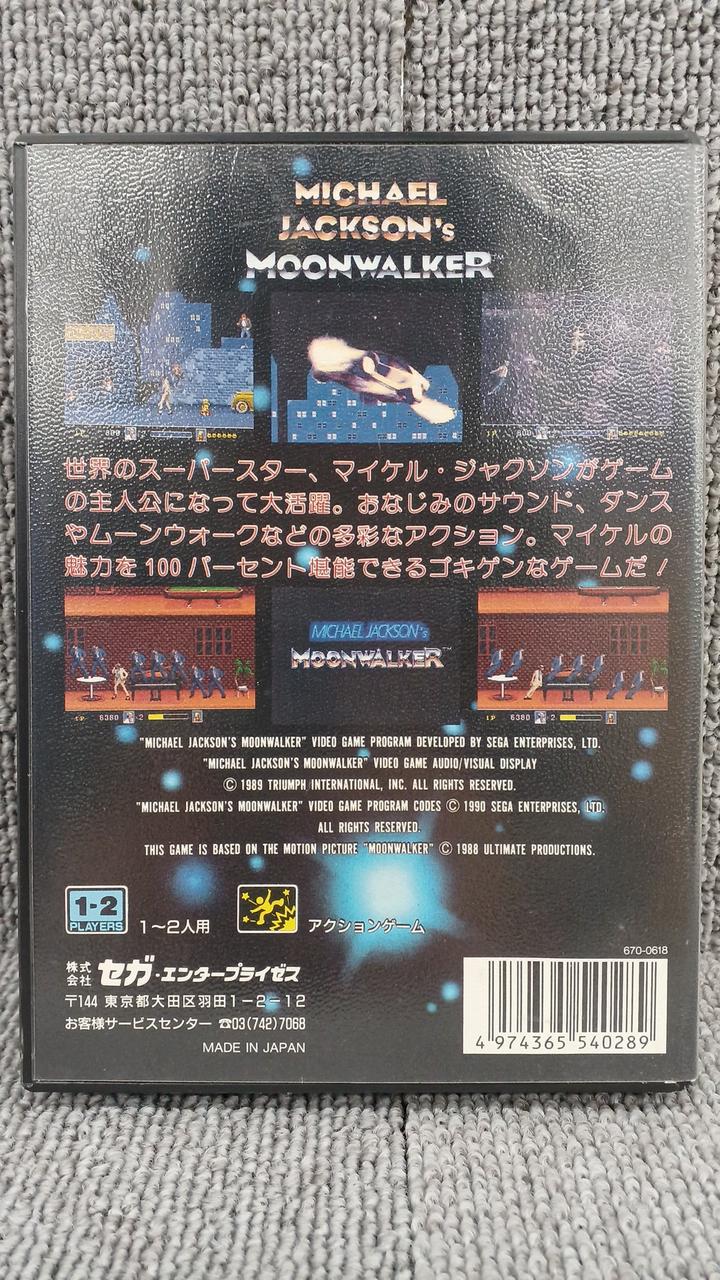 MICHAEL
JACKSON's
MOONWALKER
世界のスーパースター、マイケル・ジャクソンがゲーム
の主人公になって大活躍。おなじみのサウンド、ダンス
やムーンウォークなどの多彩なアクション。マイケルの
魅力を100パーセント堪能できるゴキゲンなゲームだ！
MICHAEL JACKSON's
MOONWALKER™
1P 6380 2
1P 6380 2
"MICHAEL JACKSON'S MOONWALKER" VIDEO GAME PROGRAM DEVELOPED BY SEGA ENTERPRISES, LTD.
"MICHAEL JACKSON'S MOONWALKER" VIDEO GAME AUDIO/VISUAL DISPLAY
© 1989 TRIUMPH INTERNATIONAL, INC. ALL RIGHTS RESERVED.
"MICHAEL JACKSON'S MOONWALKER" VIDEO GAME PROGRAM CODES © 1990 SEGA ENTERPRISES, LTD.
ALL RIGHTS RESERVED.
THIS GAME IS BASED ON THE MOTION PICTURE "MOONWALKER" © 1988 ULTIMATE PRODUCTIONS.
1-2
PLAYERS
1〜2人用
アクションゲーム
670-0618
株式会社 セガ・エンタープライゼス
〒144 東京都大田区羽田1-2-12
お客様サービスセンター ☎03(742)7068
MADE IN JAPAN
4 974365 540289